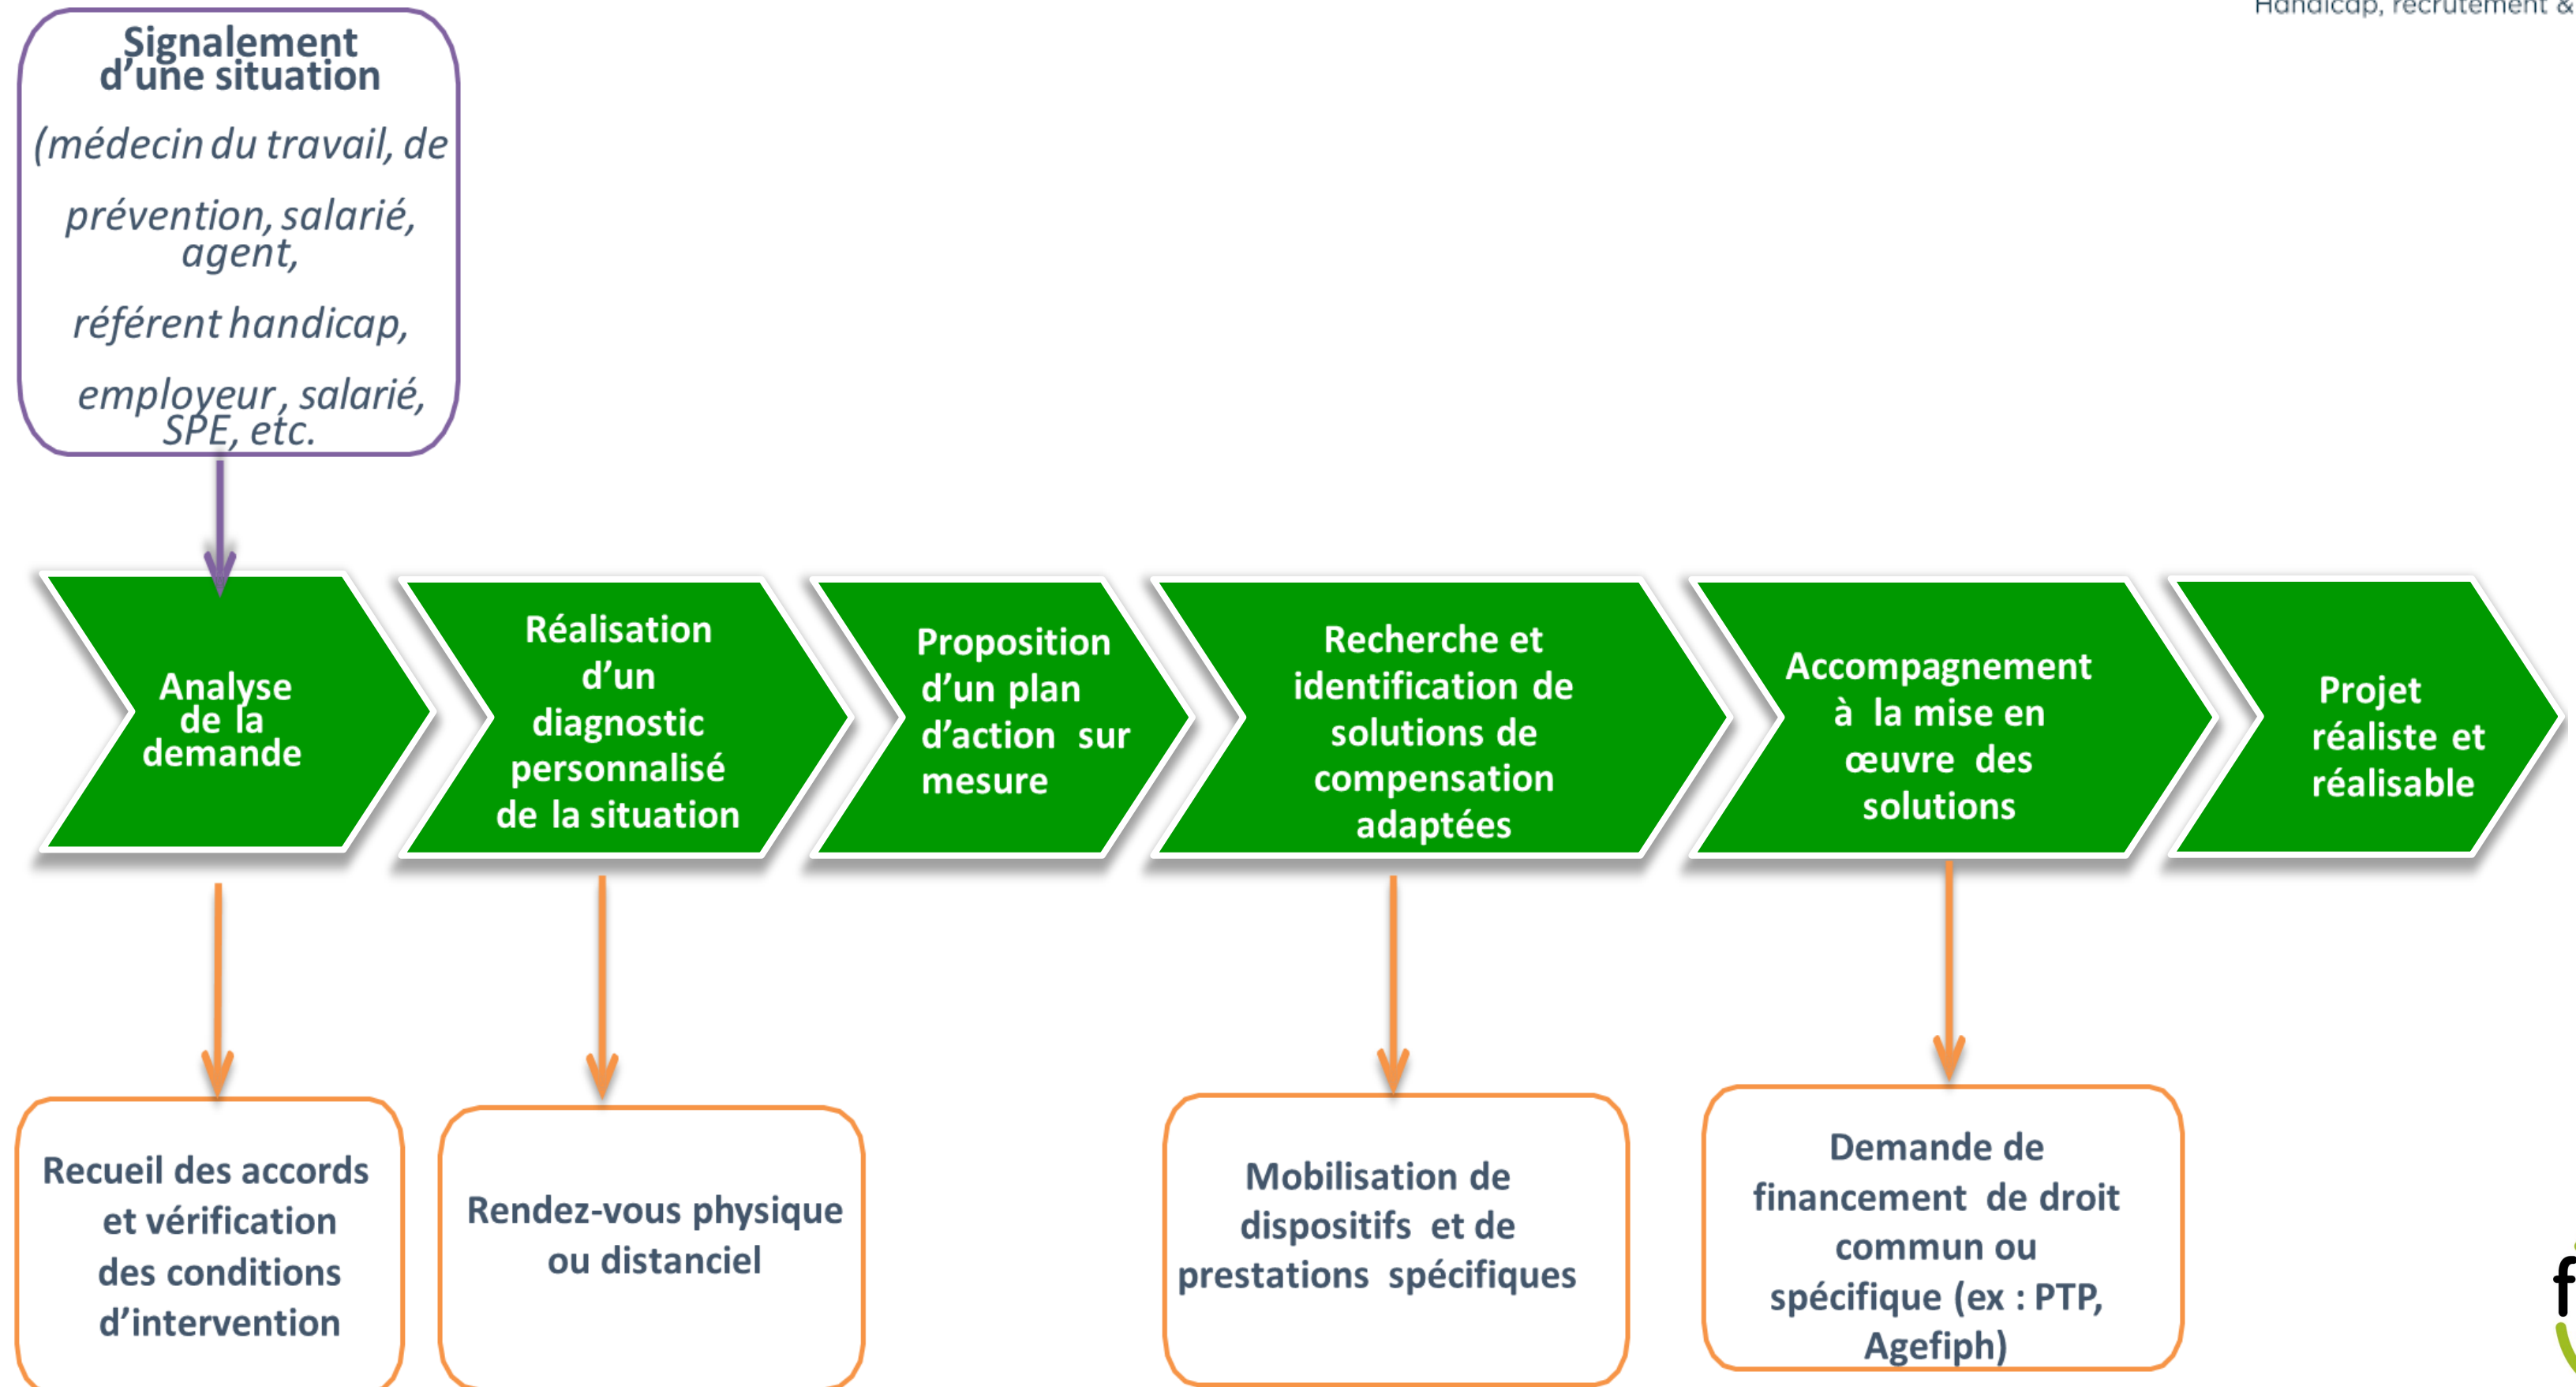 Handicap, recrutement &
Signalement
d’une situation
(médecin du travail, de
prévention, salarié,
agent,
référent handicap,
employeur , salarié,
SPE, etc.
Analyse
de la
demande
Réalisation
d’un
diagnostic
personnalisé
de la situation
Proposition
d’un plan
d’action sur
mesure
Recherche et
identification de
solutions de
compensation
adaptées
Accompagnement
à la mise en
œuvre des
solutions
Projet
réaliste et
réalisable
Recueil des accords
et vérification
des conditions
d’intervention
Rendez-vous physique
ou distanciel
Mobilisation de
dispositifs et de
prestations spécifiques
Demande de
financement de droit
commun ou
spécifique (ex : PTP,
Agefiph)
f